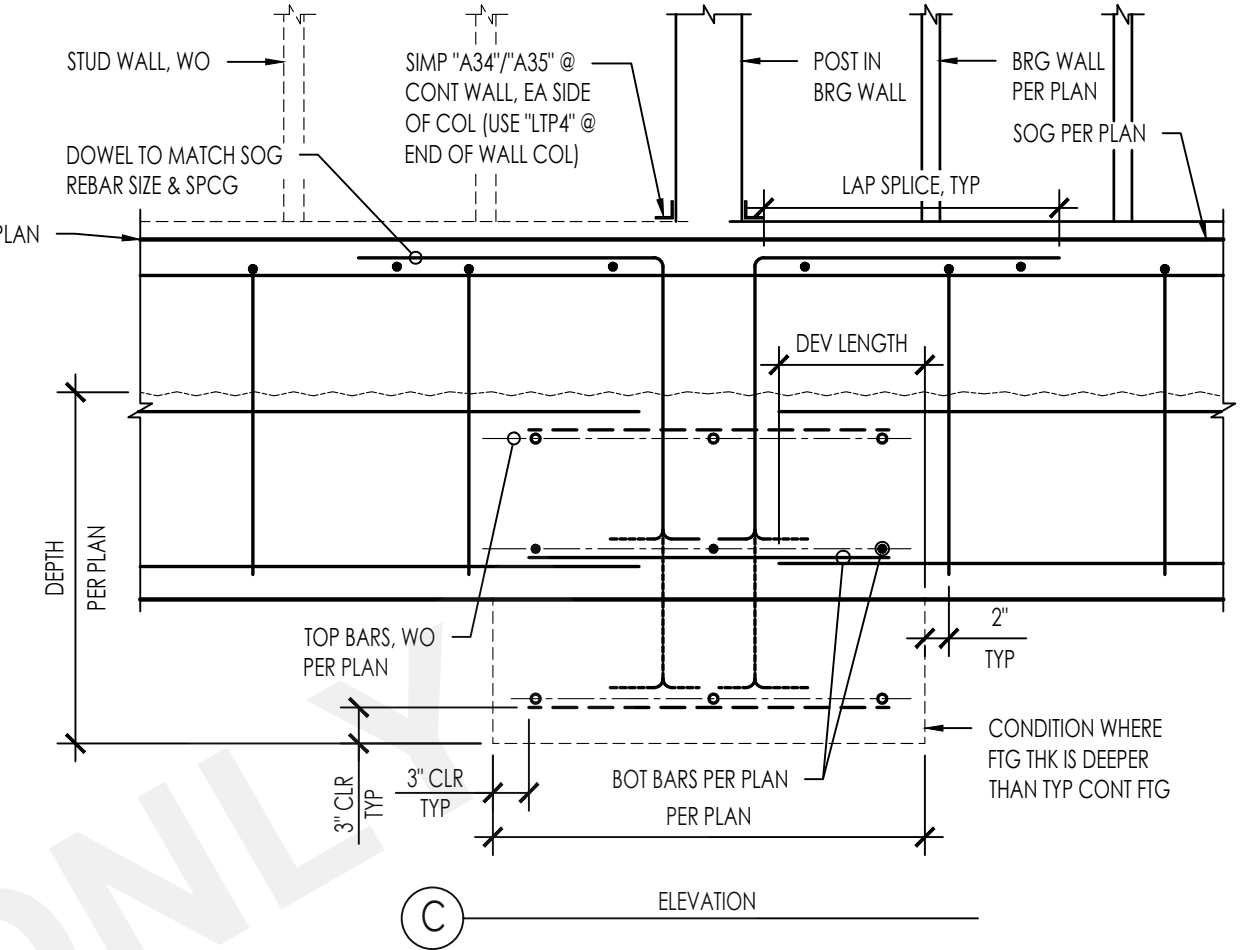 STUD WALL, WO
SIMP "A34"/"A35" @
CONT WALL, EA SIDE
OF COL (USE "LTP4" @
END OF WALL COL)
POST IN
BRG WALL
BRG WALL
PER PLAN
SOG PER PLAN
DOWEL TO MATCH SOG
REBAR SIZE & SPCG
LAP SPLICE, TYP
PLAN
DEV LENGTH
DEPTH
PER PLAN
TOP BARS, WO
PER PLAN
2"
TYP
3" CLR
TYP
3" CLR
TYP
BOT BARS PER PLAN
PER PLAN
CONDITION WHERE
FTG THK IS DEEPER
THAN TYP CONT FTG
C
ELEVATION
ONLY